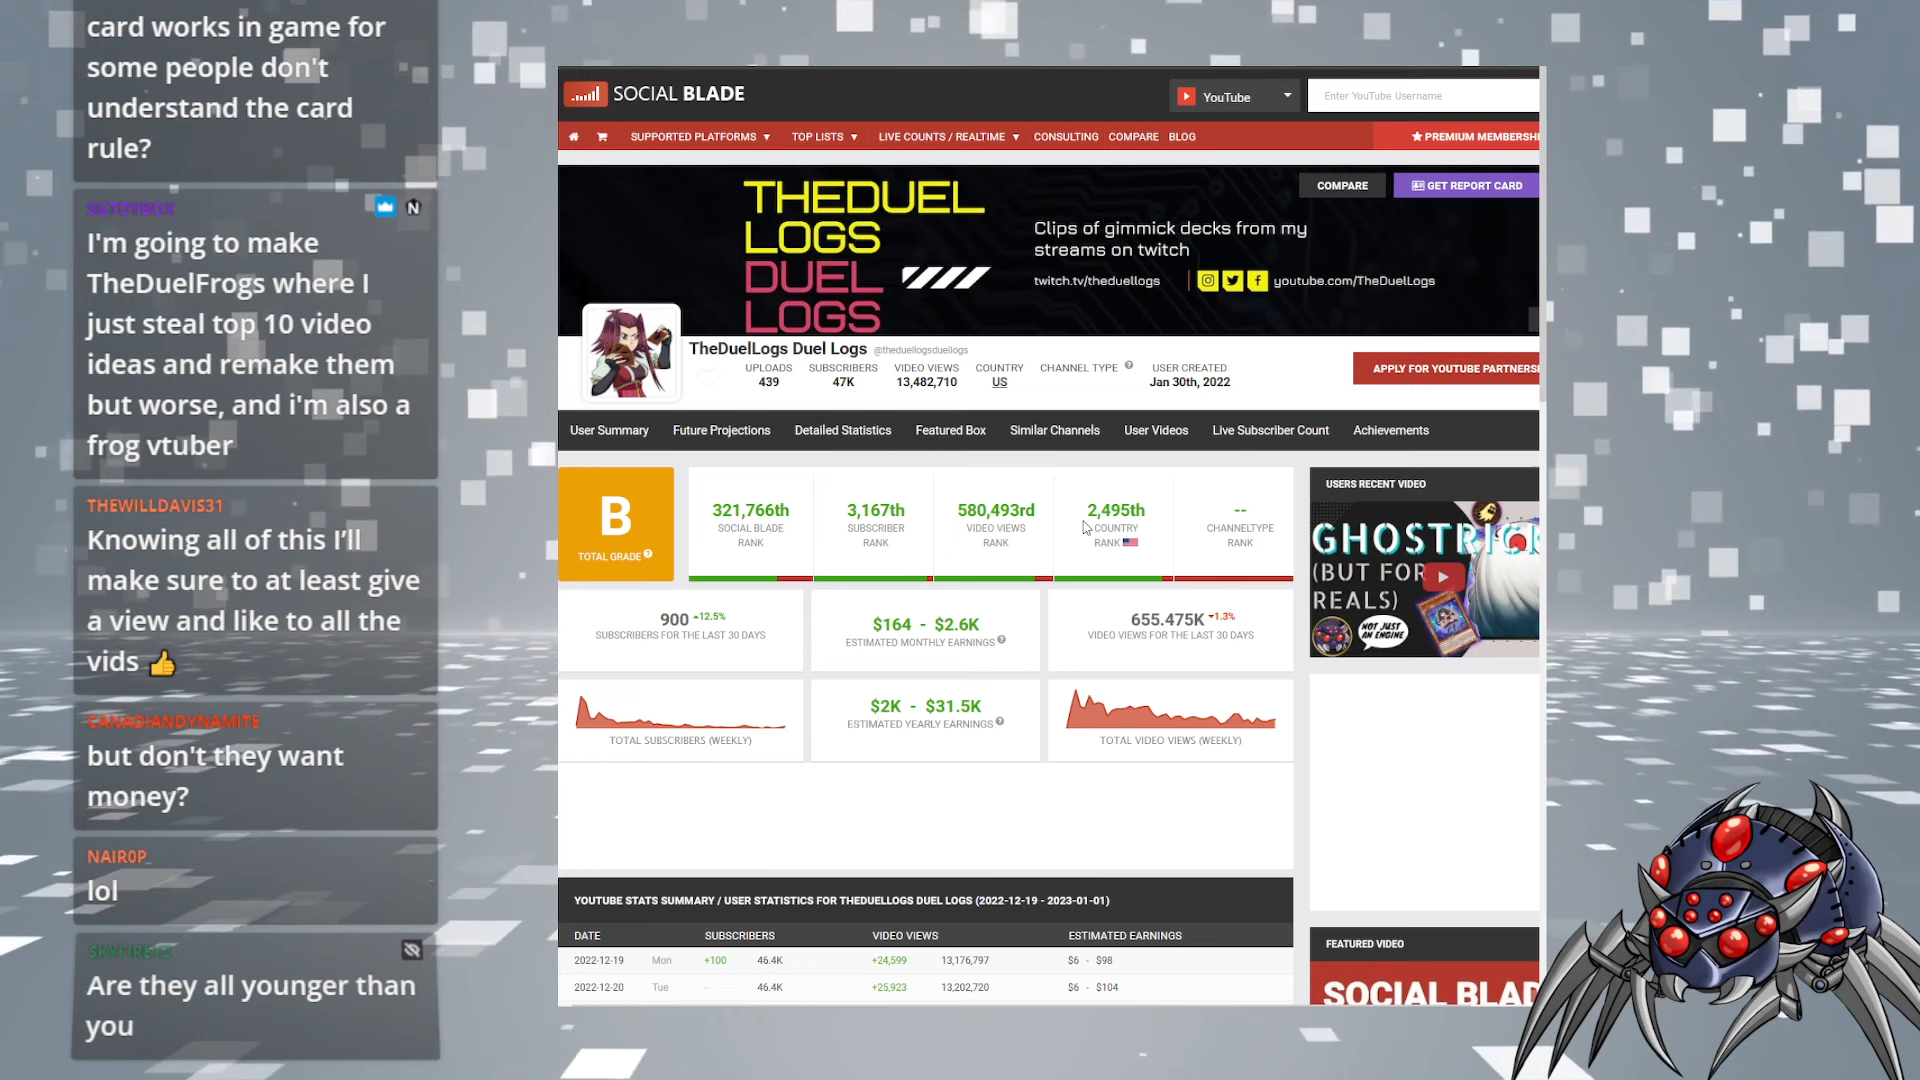 card works in game for
some people don't
understand the card
rule?
I'm going to make
TheDuelFrogs where I
just steal top 10 video
ideas and remake them
but worse, and i'm also a
frog vtuber
THEWILLDAVIS31
Knowing all of this I'll
make sure to at least give
a view and like to all the
vids
CANADIANDYNAMITE
but don't they want
money?
NAIR0P_
lol
Are they all younger than
you
SOCIAL BLADE
YouTube
Enter YouTube Username
SUPPORTED PLATFORMS
TOP LISTS
LIVE COUNTS / REALTIME
CONSULTING
COMPARE
BLOG
PREMIUM MEMBERSHI
THEDUEL
LOGS
DUEL
LOGS
Clips of gimmick decks from my
streams on twitch
twitch.tv/theduellogs
youtube.com/TheDuelLogs
COMPARE
GET REPORT CARD
TheDuelLogs Duel Logs @theduellogsduellogs
UPLOADS
439
SUBSCRIBERS
47K
VIDEO VIEWS
13,482,710
COUNTRY
US
CHANNEL TYPE
USER CREATED
Jan 30th, 2022
APPLY FOR YOUTUBE PARTNERS
User Summary
Future Projections
Detailed Statistics
Featured Box
Similar Channels
User Videos
Live Subscriber Count
Achievements
B
TOTAL GRADE
321,766th
SOCIAL BLADE
RANK
3,167th
SUBSCRIBER
RANK
580,493rd
VIDEO VIEWS
RANK
2,495th
COUNTRY
RANK
--
CHANNELTYPE
RANK
900 +12.5%
SUBSCRIBERS FOR THE LAST 30 DAYS
$164 - $2.6K
ESTIMATED MONTHLY EARNINGS
655.475K -1.3%
VIDEO VIEWS FOR THE LAST 30 DAYS
TOTAL SUBSCRIBERS (WEEKLY)
$2K - $31.5K
ESTIMATED YEARLY EARNINGS
TOTAL VIDEO VIEWS (WEEKLY)
USERS RECENT VIDEO
GHOSTRICK
(BUT FOR
REALS)
NOT JUST
AN ENGINE
YOUTUBE STATS SUMMARY / USER STATISTICS FOR THEDUELLOGS DUEL LOGS (2022-12-19 - 2023-01-01)
DATE SUBSCRIBERS VIDEO VIEWS ESTIMATED EARNINGS
2022-12-19 Mon +100 46.4K +24,599 13,176,797 $6 - $98
2022-12-20 Tue -- 46.4K +25,923 13,202,720 $6 - $104
FEATURED VIDEO
SOCIAL BLAD